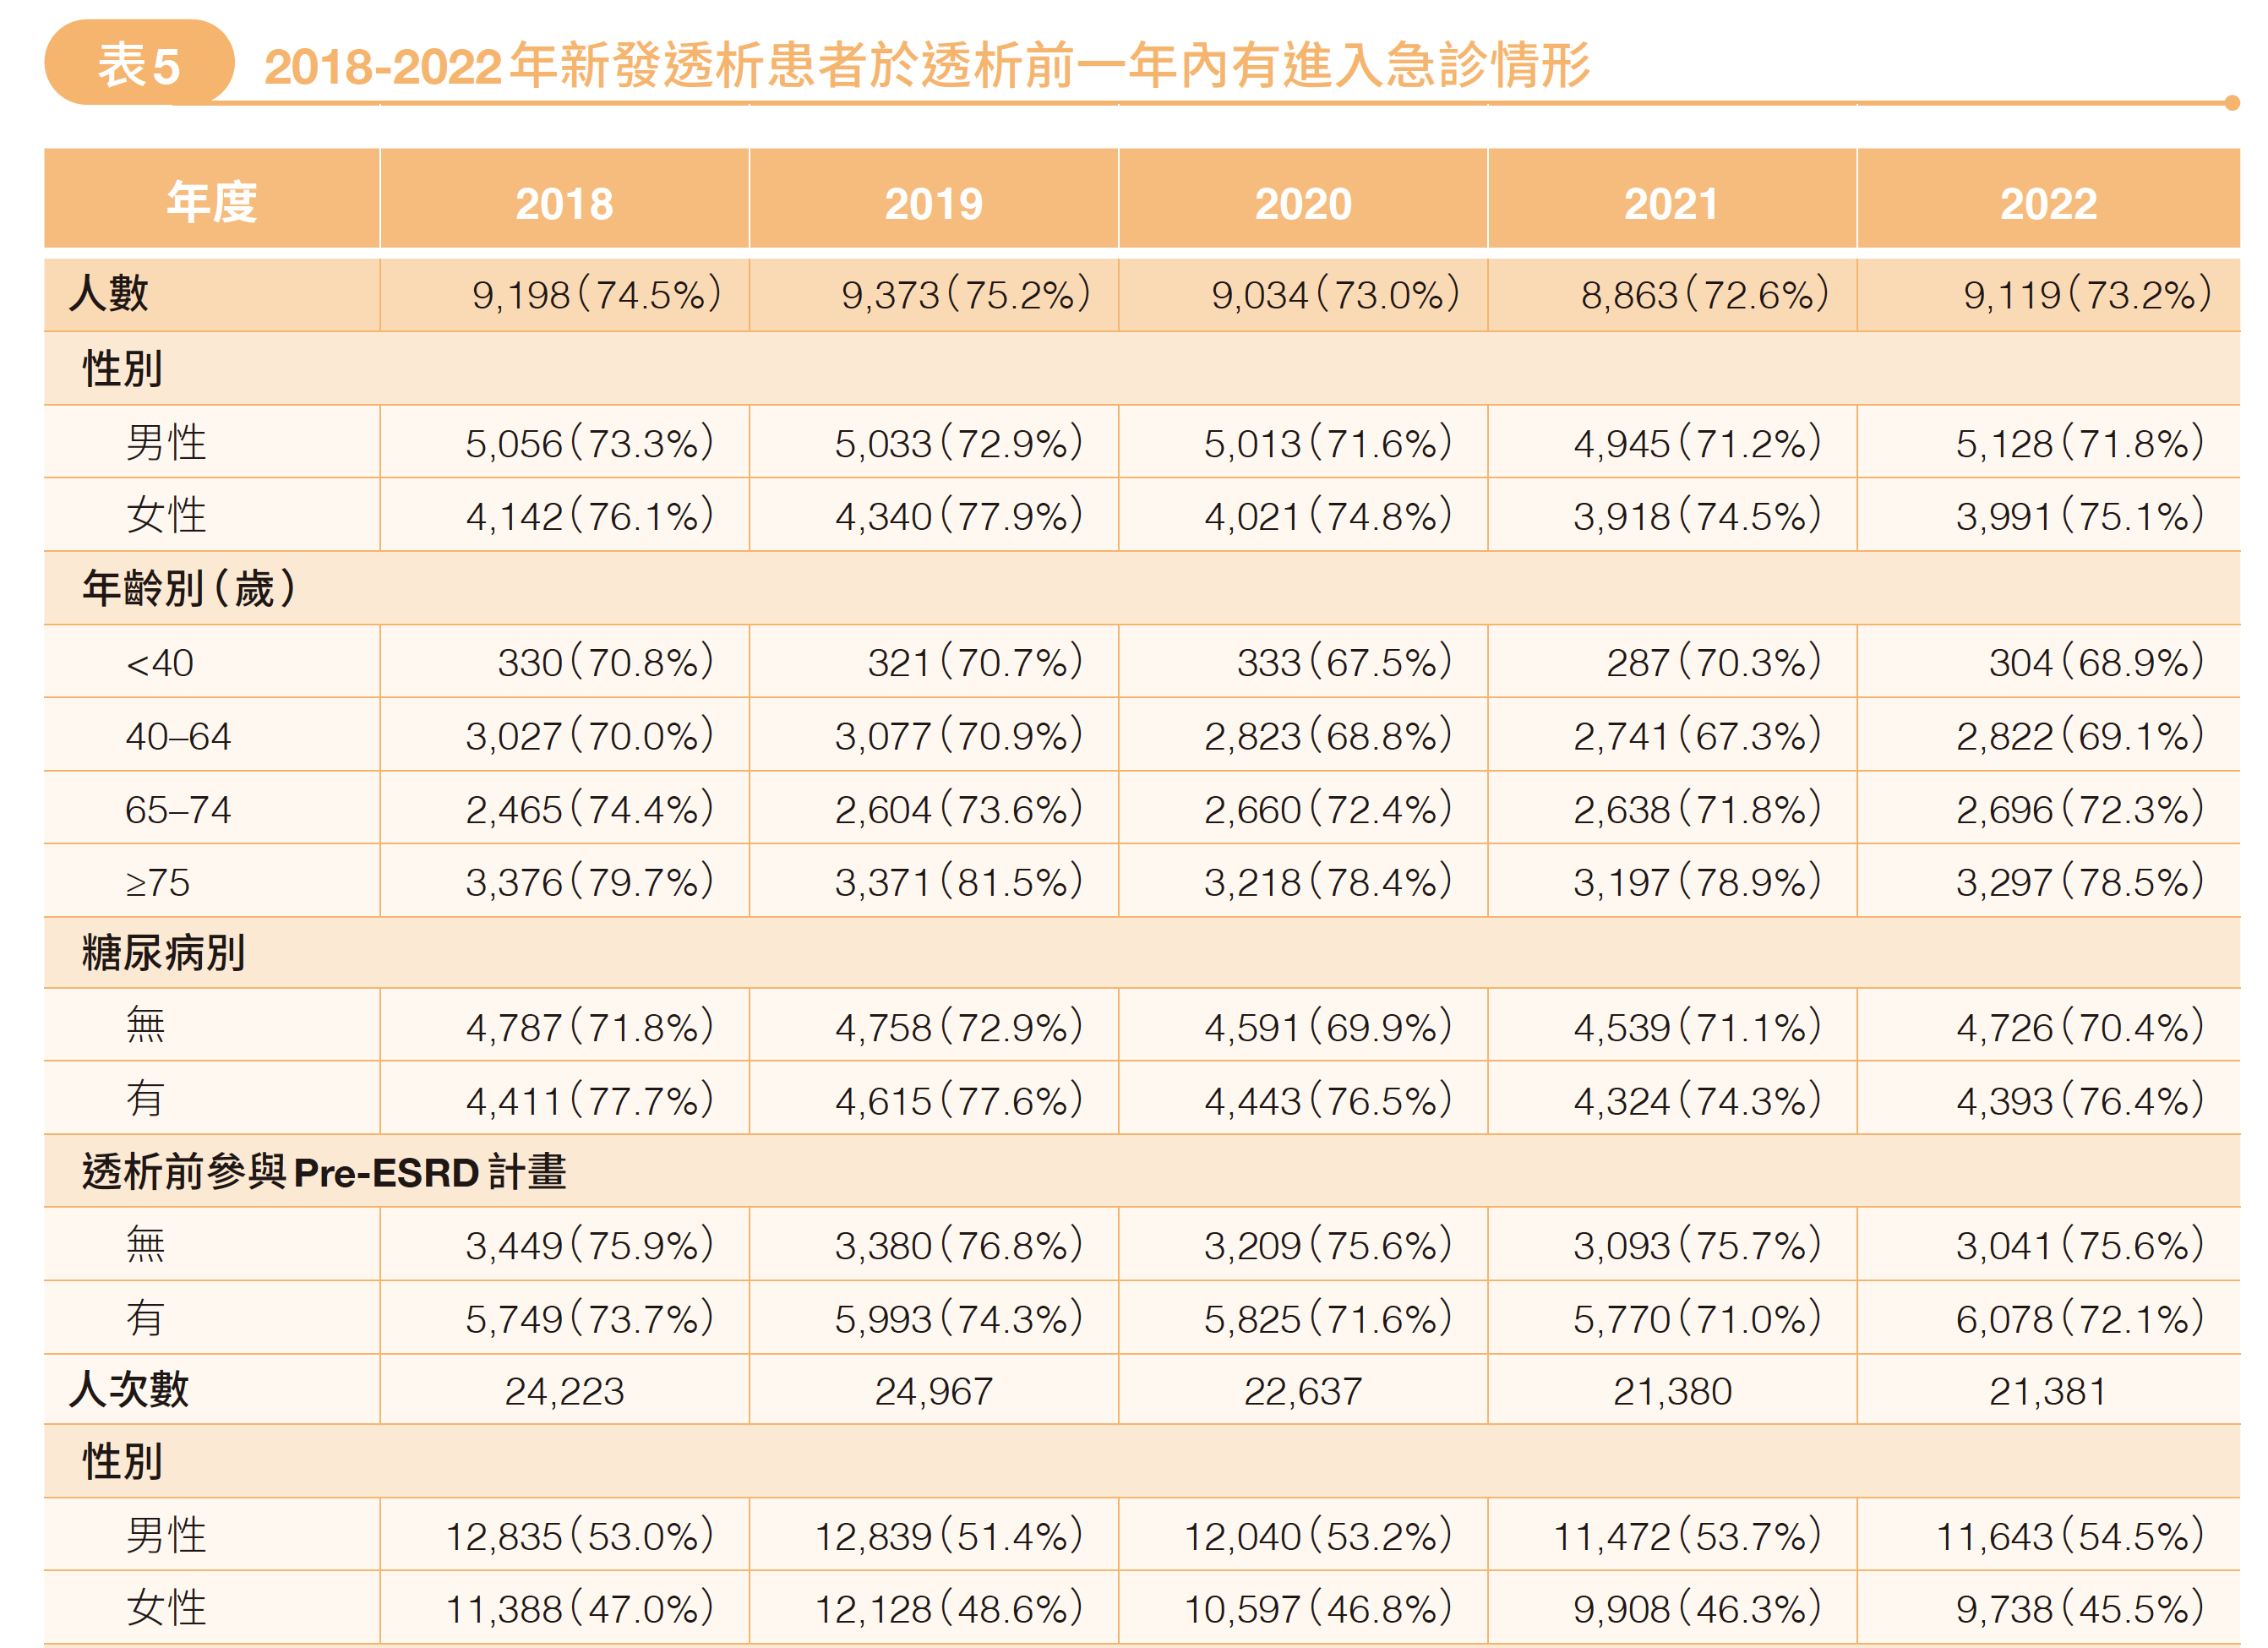 表5 2018-2022年新發透析患者於透析前一年內有進入急診情形
年度 2018 2019 2020 2021 2022
人數 9,198(74.5%) 9,373(75.2%) 9,034(73.0%) 8,863(72.6%) 9,119(73.2%)
性別
男性 5,056(73.3%) 5,033(72.9%) 5,013(71.6%) 4,945(71.2%) 5,128(71.8%)
女性 4,142(76.1%) 4,340(77.9%) 4,021(74.8%) 3,918(74.5%) 3,991(75.1%)
年齡別(歲)
<40 330(70.8%) 321(70.7%) 333(67.5%) 287(70.3%) 304(68.9%)
40–64 3,027(70.0%) 3,077(70.9%) 2,823(68.8%) 2,741(67.3%) 2,822(69.1%)
65–74 2,465(74.4%) 2,604(73.6%) 2,660(72.4%) 2,638(71.8%) 2,696(72.3%)
≥75 3,376(79.7%) 3,371(81.5%) 3,218(78.4%) 3,197(78.9%) 3,297(78.5%)
糖尿病別
無 4,787(71.8%) 4,758(72.9%) 4,591(69.9%) 4,539(71.1%) 4,726(70.4%)
有 4,411(77.7%) 4,615(77.6%) 4,443(76.5%) 4,324(74.3%) 4,393(76.4%)
透析前參與Pre-ESRD計畫
無 3,449(75.9%) 3,380(76.8%) 3,209(75.6%) 3,093(75.7%) 3,041(75.6%)
有 5,749(73.7%) 5,993(74.3%) 5,825(71.6%) 5,770(71.0%) 6,078(72.1%)
人次數 24,223 24,967 22,637 21,380 21,381
性別
男性 12,835(53.0%) 12,839(51.4%) 12,040(53.2%) 11,472(53.7%) 11,643(54.5%)
女性 11,388(47.0%) 12,128(48.6%) 10,597(46.8%) 9,908(46.3%) 9,738(45.5%)